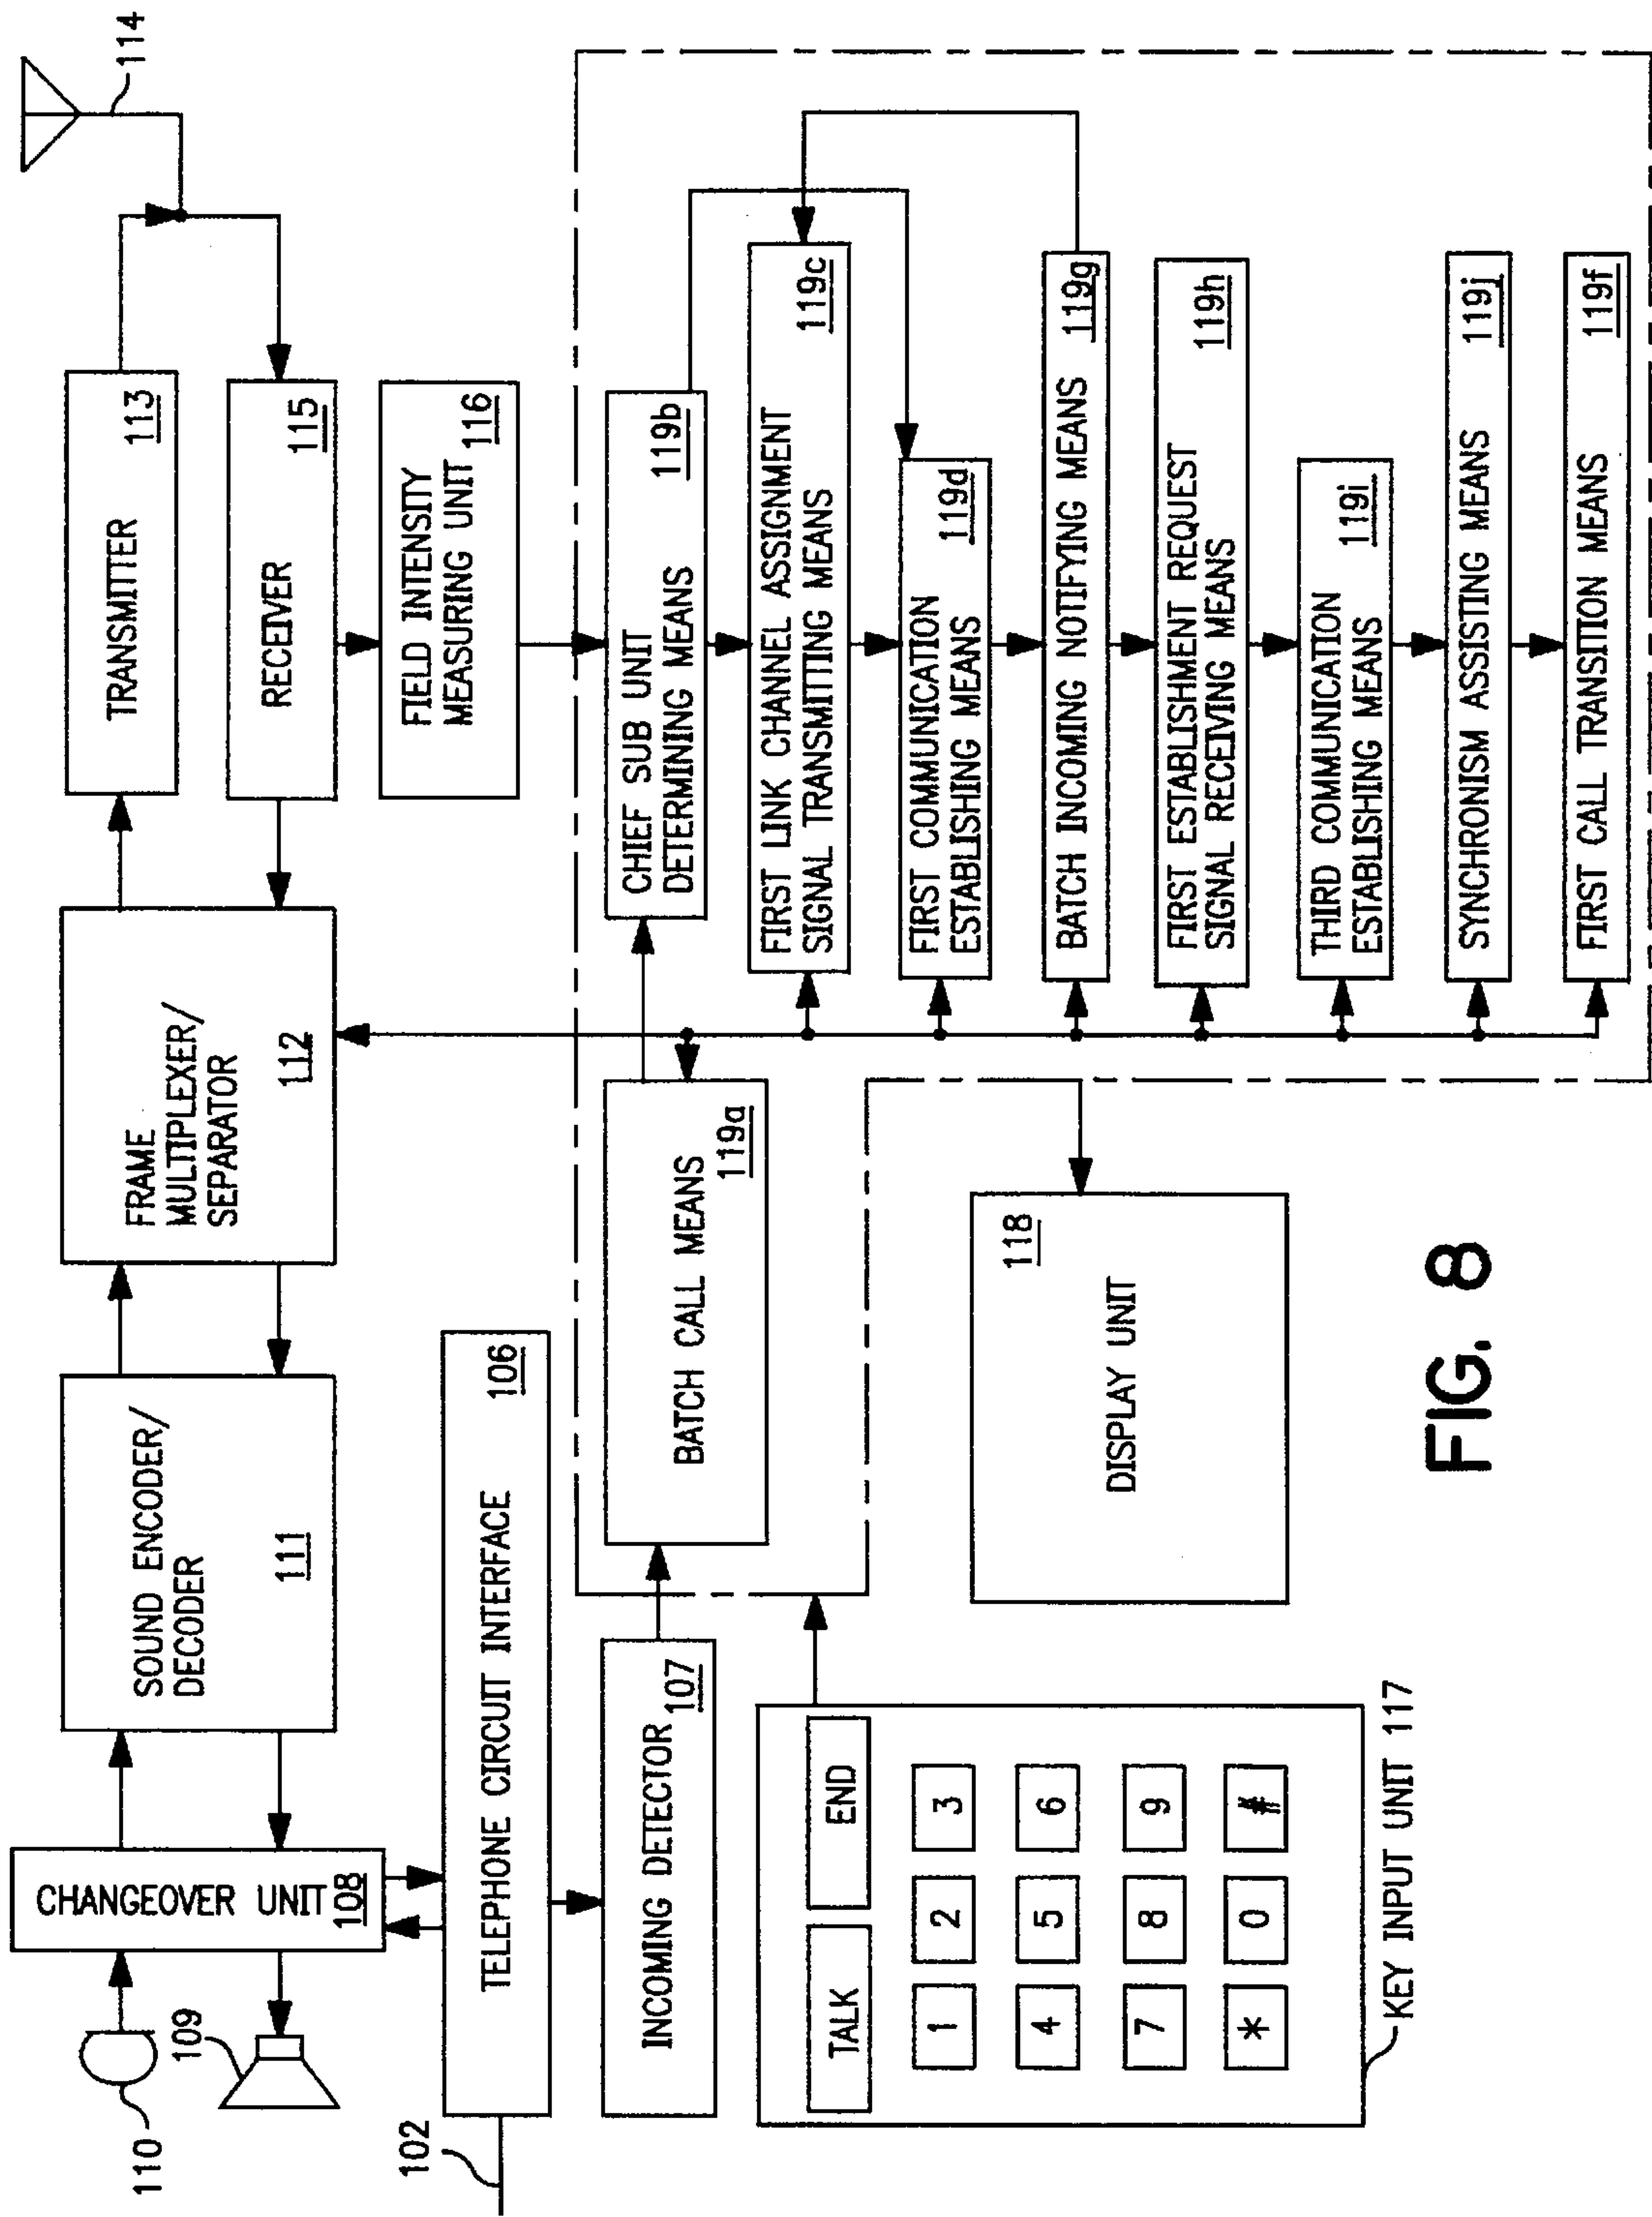 110
109
CHANGEOVER UNIT
108
SOUND ENCODER/
DECODER
111
FRAME
MULTIPLEXER/
SEPARATOR
112
TRANSMITTER
113
114
RECEIVER
115
FIELD INTENSITY
MEASURING UNIT
116
102
TELEPHONE CIRCUIT INTERFACE
106
INCOMING DETECTOR
107
BATCH CALL MEANS
119a
CHIEF SUB UNIT
DETERMINING MEANS
119b
FIRST LINK CHANNEL ASSIGNMENT
SIGNAL TRANSMITTING MEANS
119c
FIRST COMMUNICATION
ESTABLISHING MEANS
119d
BATCH INCOMING NOTIFYING MEANS
119g
FIRST ESTABLISHMENT REQUEST
SIGNAL RECEIVING MEANS
119h
THIRD COMMUNICATION
ESTABLISHING MEANS
119i
SYNCHRONISM ASSISTING MEANS
119j
FIRST CALL TRANSITION MEANS
119f
TALK
END
1 2 3
4 5 6
7 8 9
* 0 #
KEY INPUT UNIT 117
118
DISPLAY UNIT
FIG. 8